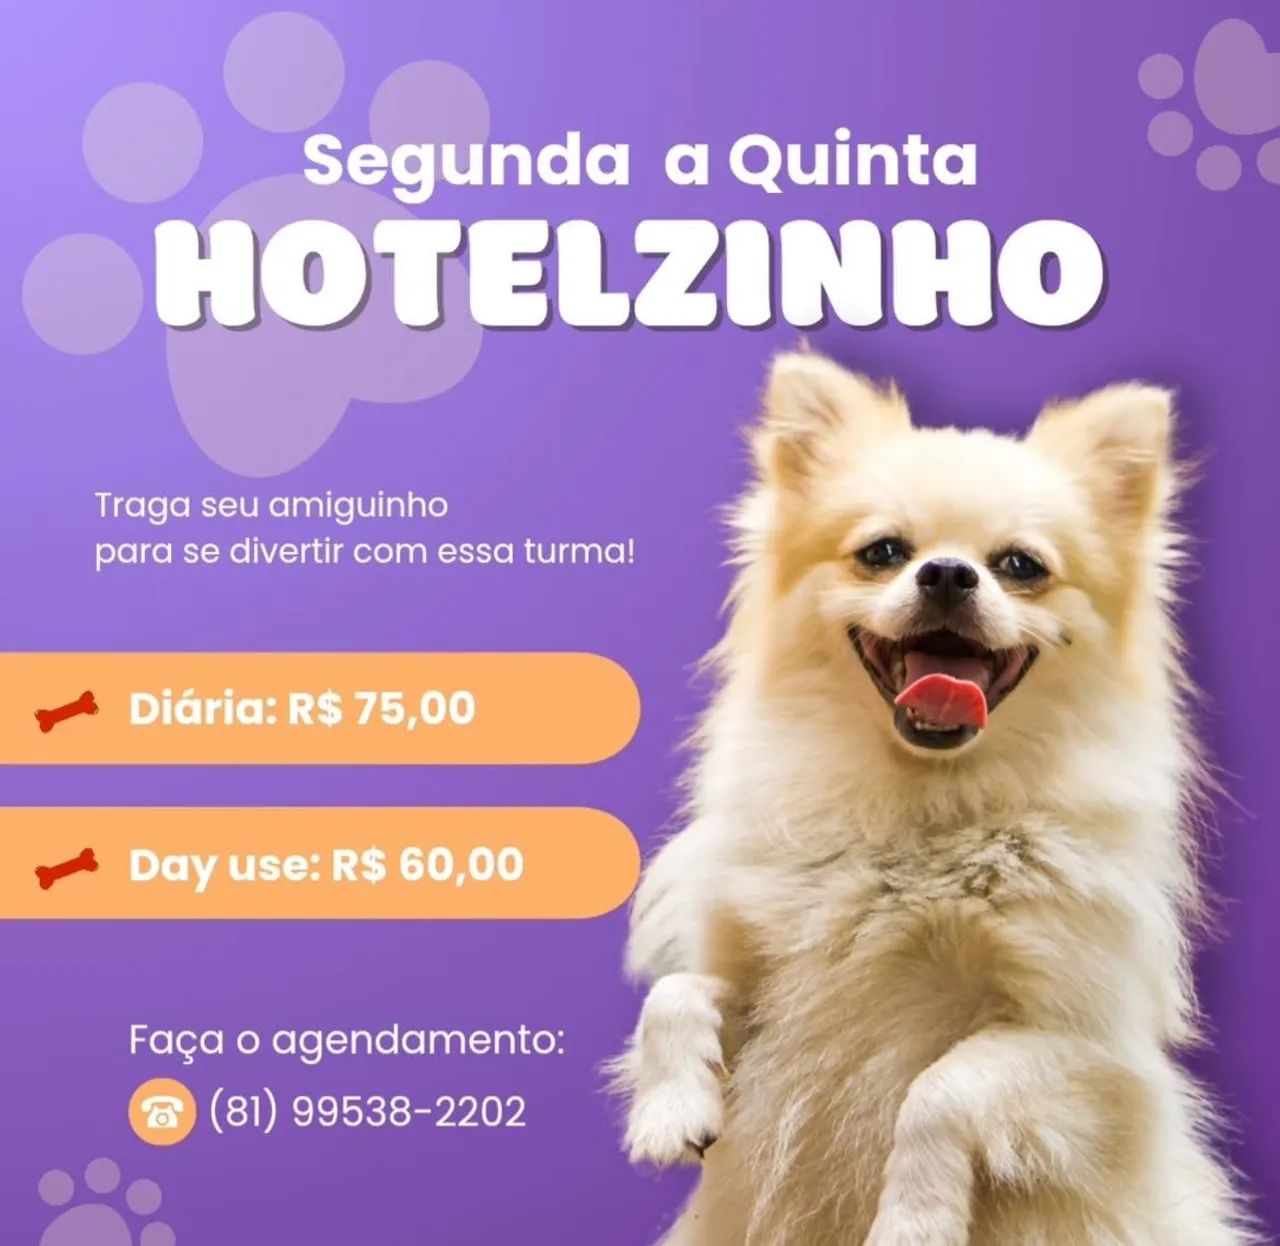 Segunda a Quinta
HOTELZINHO
Traga seu amiguinho
para se divertir com essa turma!
Diária: R$ 75,00
Day use: R$ 60,00
Faça o agendamento:
(81) 99538-2202